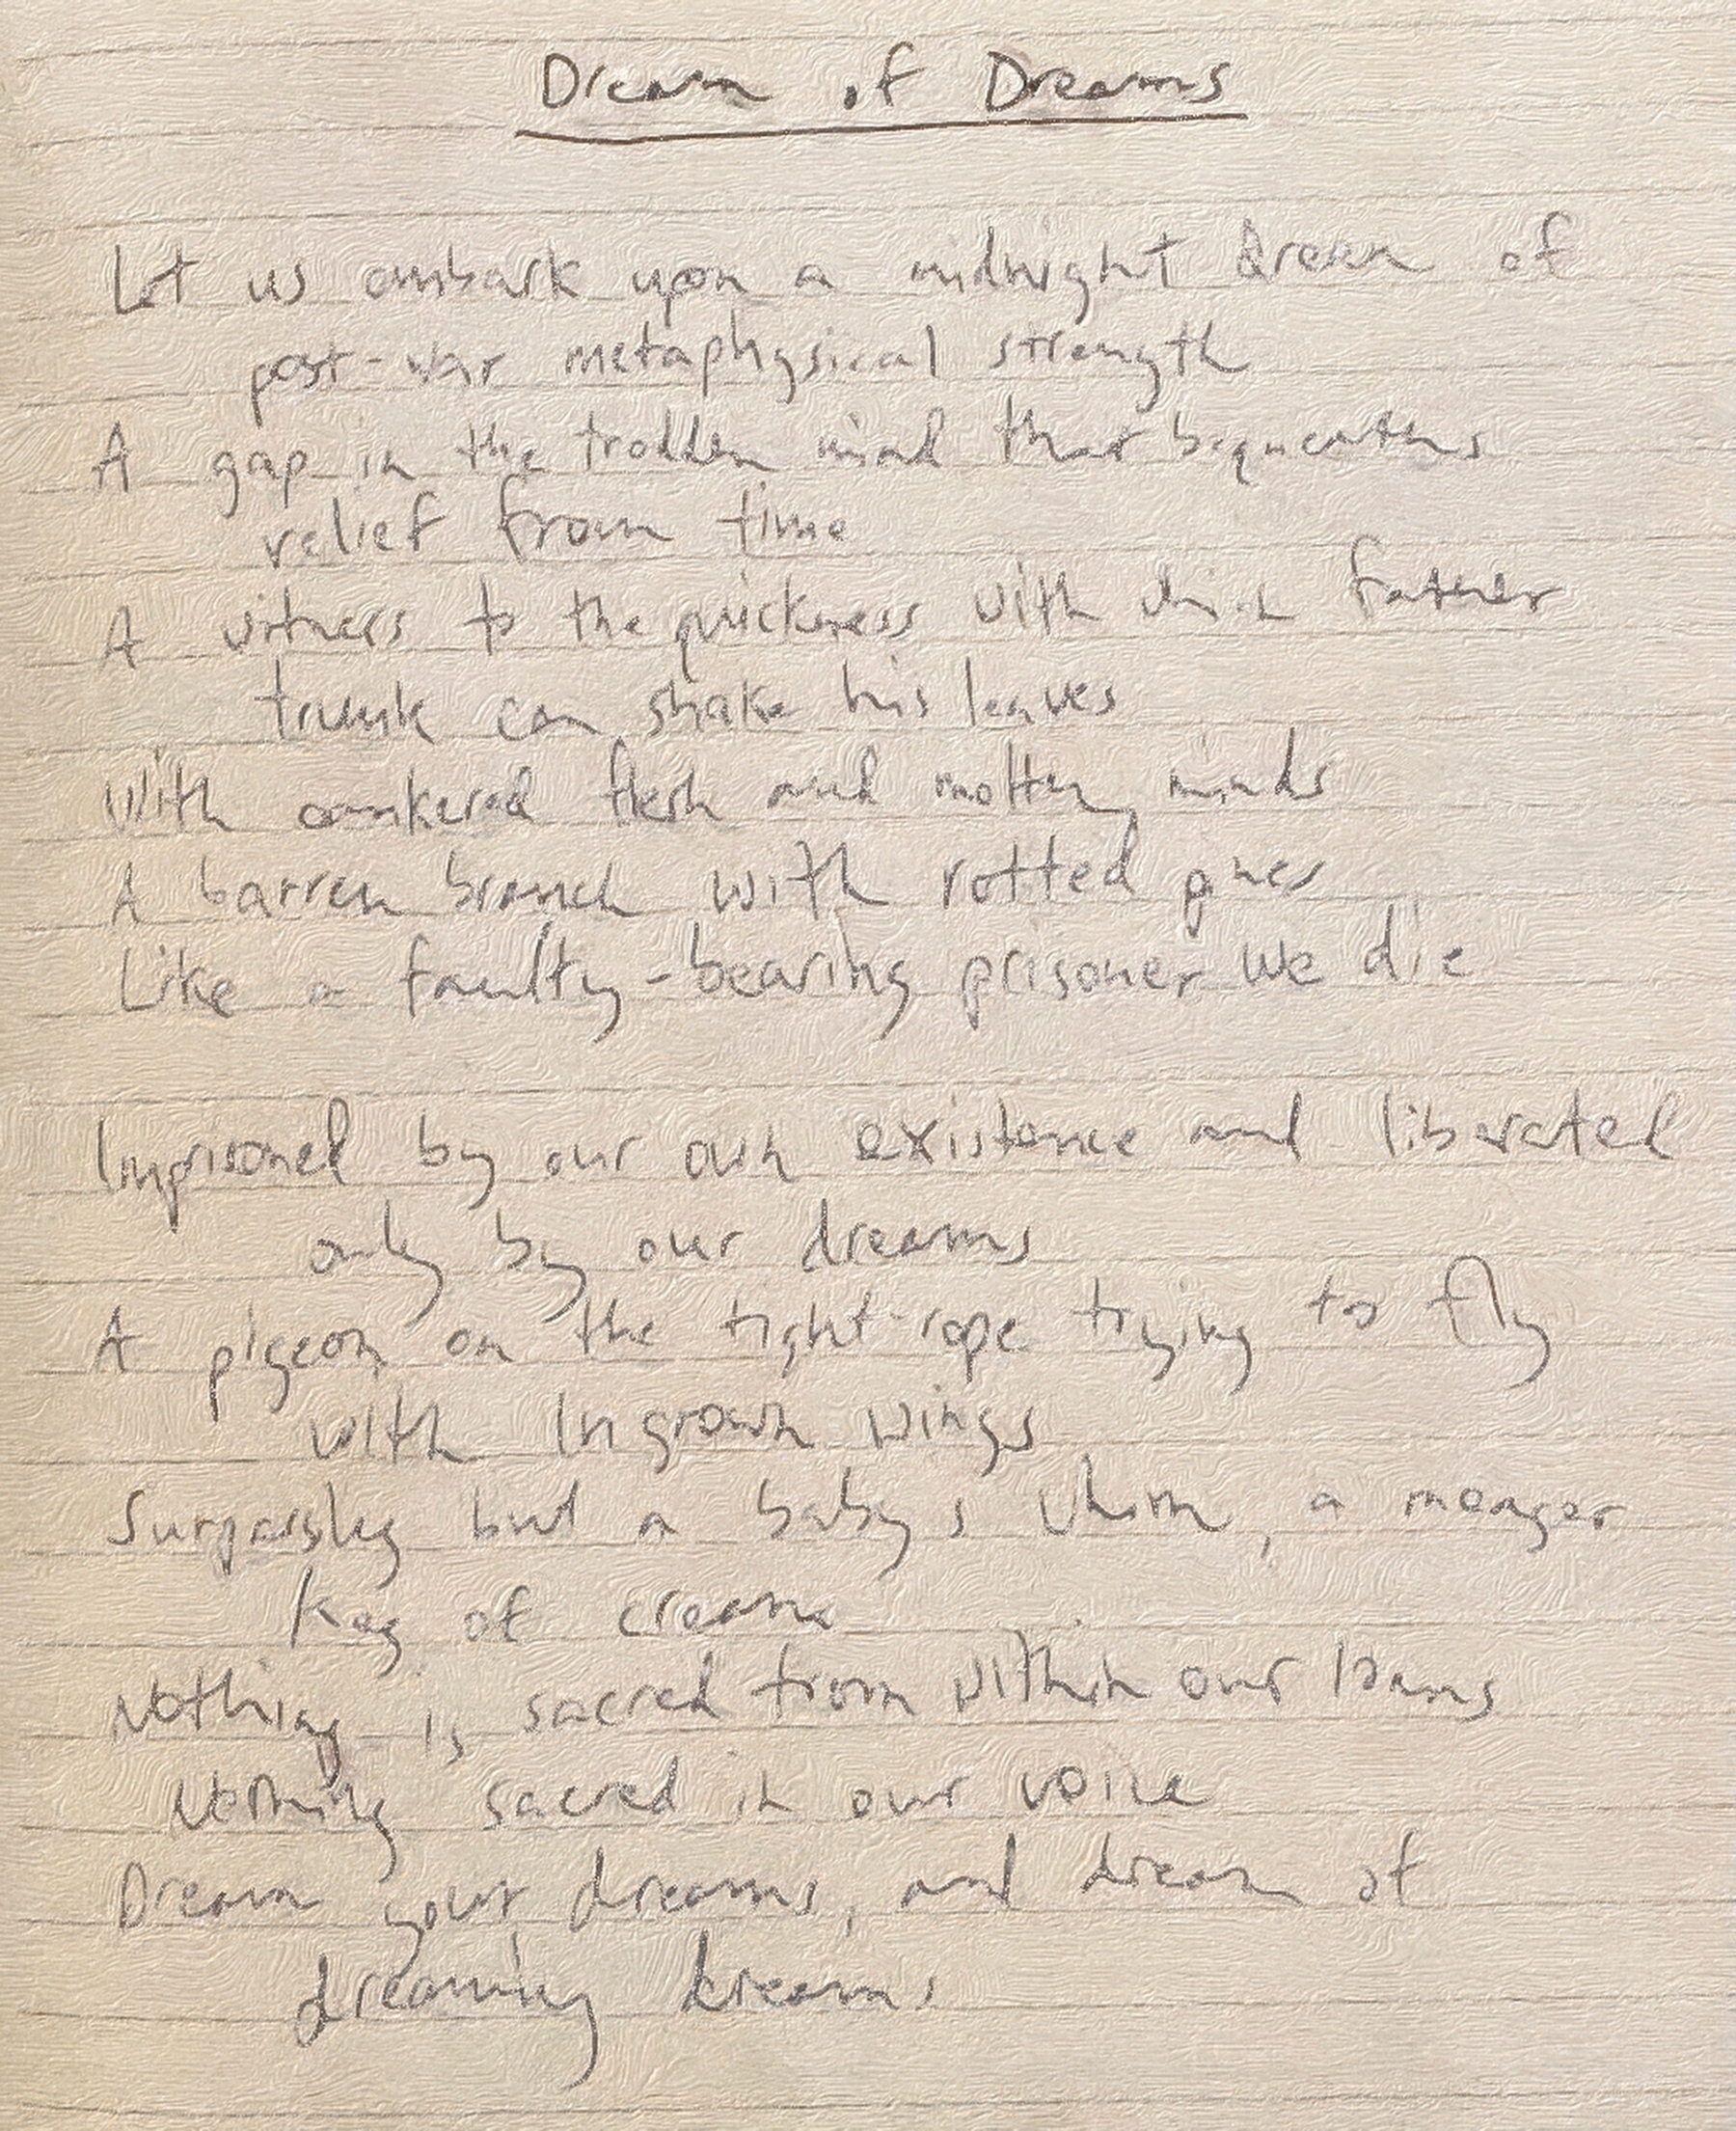 Dream of Dreams
Let us embark upon a midnight dream of
post-war metaphysical strength
A gap in the trodden mind that bequeaths
relief from time
A witness to the quickness with which father
trunk can shake his leaves
With cankered flesh and minds
A barren branch with rotted
Like a faulty-bearing prisoner we die
Imprisoned by our own existence and liberated
only by our dreams
A pigeon on the tight-rope trying to fly
with ingrown wings
but a baby's whim, a meager
keg of cream
Nothing is sacred from within our
Nothing sacred in our voice
Dream your dreams, and dream of
dreaming dreams